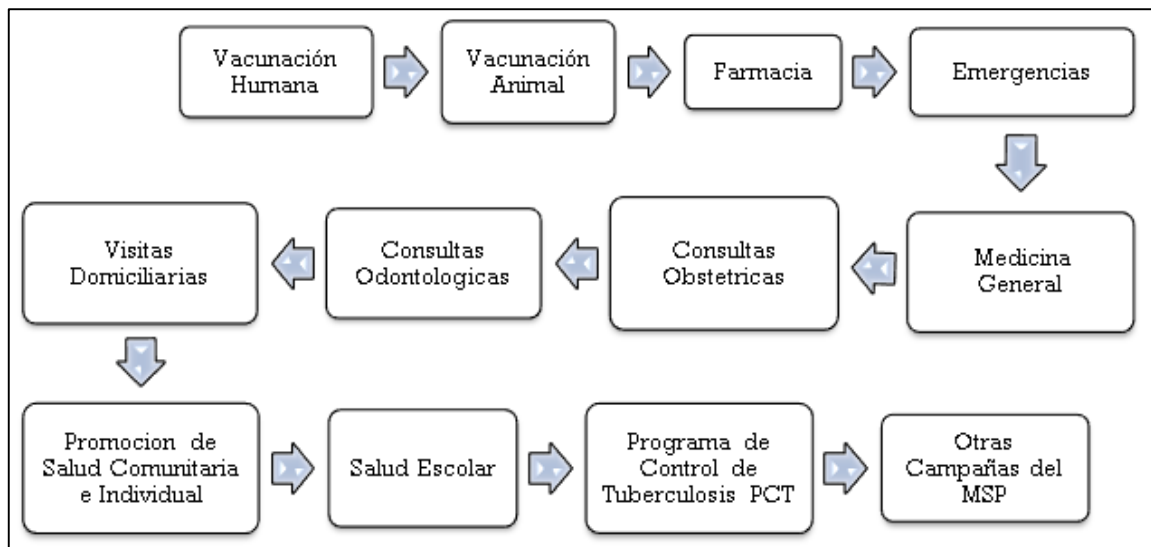 Vacunación
Humana
Vacunación
Animal
Farmacia
Emergencias
Medicina
General
Consultas
Obstetricas
Consultas
Odontologicas
Visitas
Domiciliarias
Promocion de
Salud Comunitaria
e Individual
Salud Escolar
Programa de
Control de
Tuberculosis PCT
Otras
Campañas del
MSP